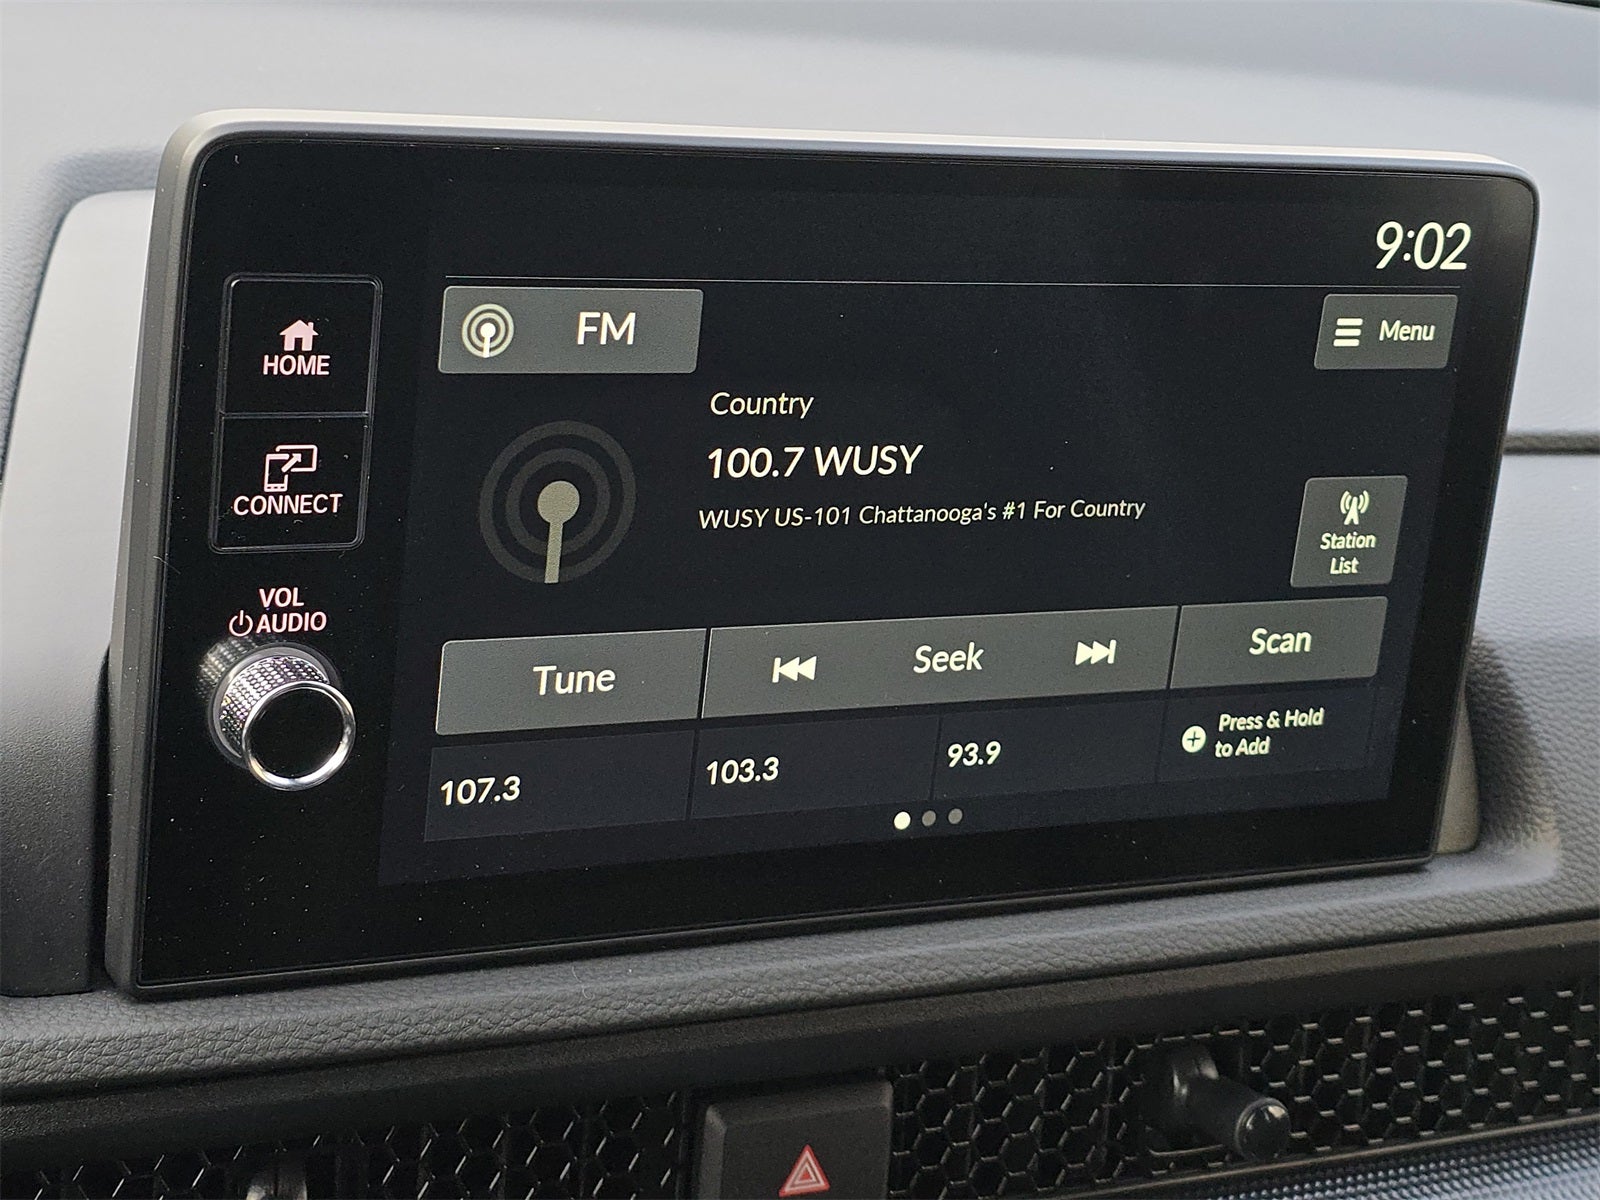 9:02
HOME
FM
Menu
Country
100.7 WUSY
CONNECT
WUSY US-101 Chattanooga's #1 For Country
Station
List
VOL
AUDIO
Tune
Seek
Scan
107.3
103.3
93.9
Press & Hold
to Add